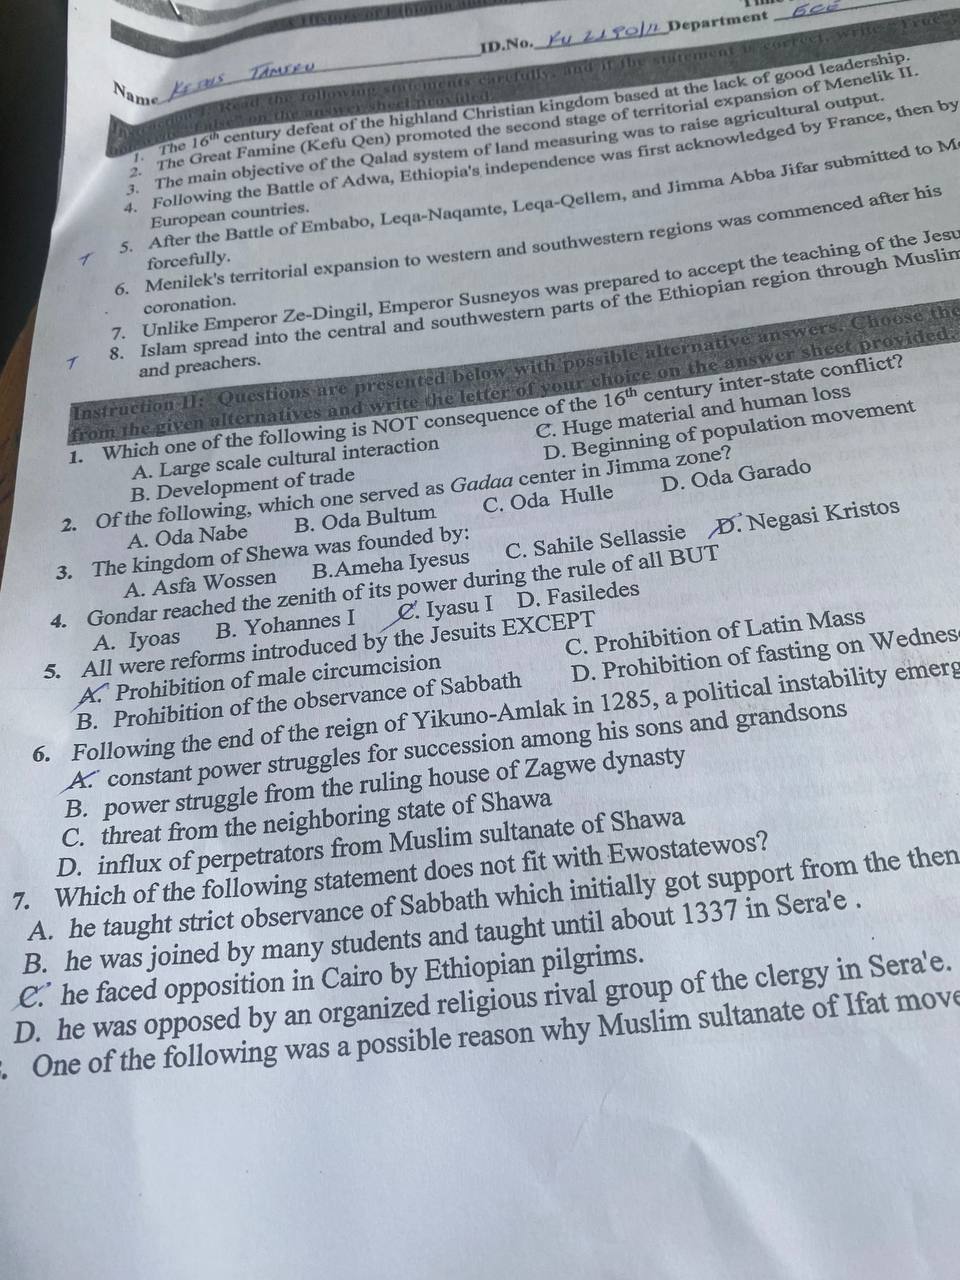 History of Ethiopia and
ID.No. RU 2190/12 Department ECE
Name TAMERU
Read the following statements carefully, and if the statement is correct, write "True"
on the answer sheet provided.
1. The 16th century defeat of the highland Christian kingdom based at the lack of good leadership.
2. The Great Famine (Kefu Qen) promoted the second stage of territorial expansion of Menelik II.
3. The main objective of the Qalad system of land measuring was to raise agricultural output.
4. Following the Battle of Adwa, Ethiopia's independence was first acknowledged by France, then by
European countries.
T 5. After the Battle of Embabo, Leqa-Naqamte, Leqa-Qellem, and Jimma Abba Jifar submitted to Me
forcefully.
6. Menilek's territorial expansion to western and southwestern regions was commenced after his
coronation.
7. Unlike Emperor Ze-Dingil, Emperor Susneyos was prepared to accept the teaching of the Jesu
T 8. Islam spread into the central and southwestern parts of the Ethiopian region through Muslim
and preachers.
Instruction-II: Questions are presented below with possible alternative answers. Choose the
from the given alternatives and write the letter of your choice on the answer sheet provided.
1. Which one of the following is NOT consequence of the 16th century inter-state conflict?
A. Large scale cultural interaction C. Huge material and human loss
B. Development of trade D. Beginning of population movement
2. Of the following, which one served as Gadaa center in Jimma zone?
A. Oda Nabe B. Oda Bultum C. Oda Hulle D. Oda Garado
3. The kingdom of Shewa was founded by:
A. Asfa Wossen B.Ameha Iyesus C. Sahile Sellassie D. Negasi Kristos
4. Gondar reached the zenith of its power during the rule of all BUT
A. Iyoas B. Yohannes I C. Iyasu I D. Fasiledes
5. All were reforms introduced by the Jesuits EXCEPT
A. Prohibition of male circumcision C. Prohibition of Latin Mass
B. Prohibition of the observance of Sabbath D. Prohibition of fasting on Wednes
6. Following the end of the reign of Yikuno-Amlak in 1285, a political instability emerg
A. constant power struggles for succession among his sons and grandsons
B. power struggle from the ruling house of Zagwe dynasty
C. threat from the neighboring state of Shawa
D. influx of perpetrators from Muslim sultanate of Shawa
7. Which of the following statement does not fit with Ewostatewos?
A. he taught strict observance of Sabbath which initially got support from the then
B. he was joined by many students and taught until about 1337 in Sera'e .
C. he faced opposition in Cairo by Ethiopian pilgrims.
D. he was opposed by an organized religious rival group of the clergy in Sera'e.
. One of the following was a possible reason why Muslim sultanate of Ifat move